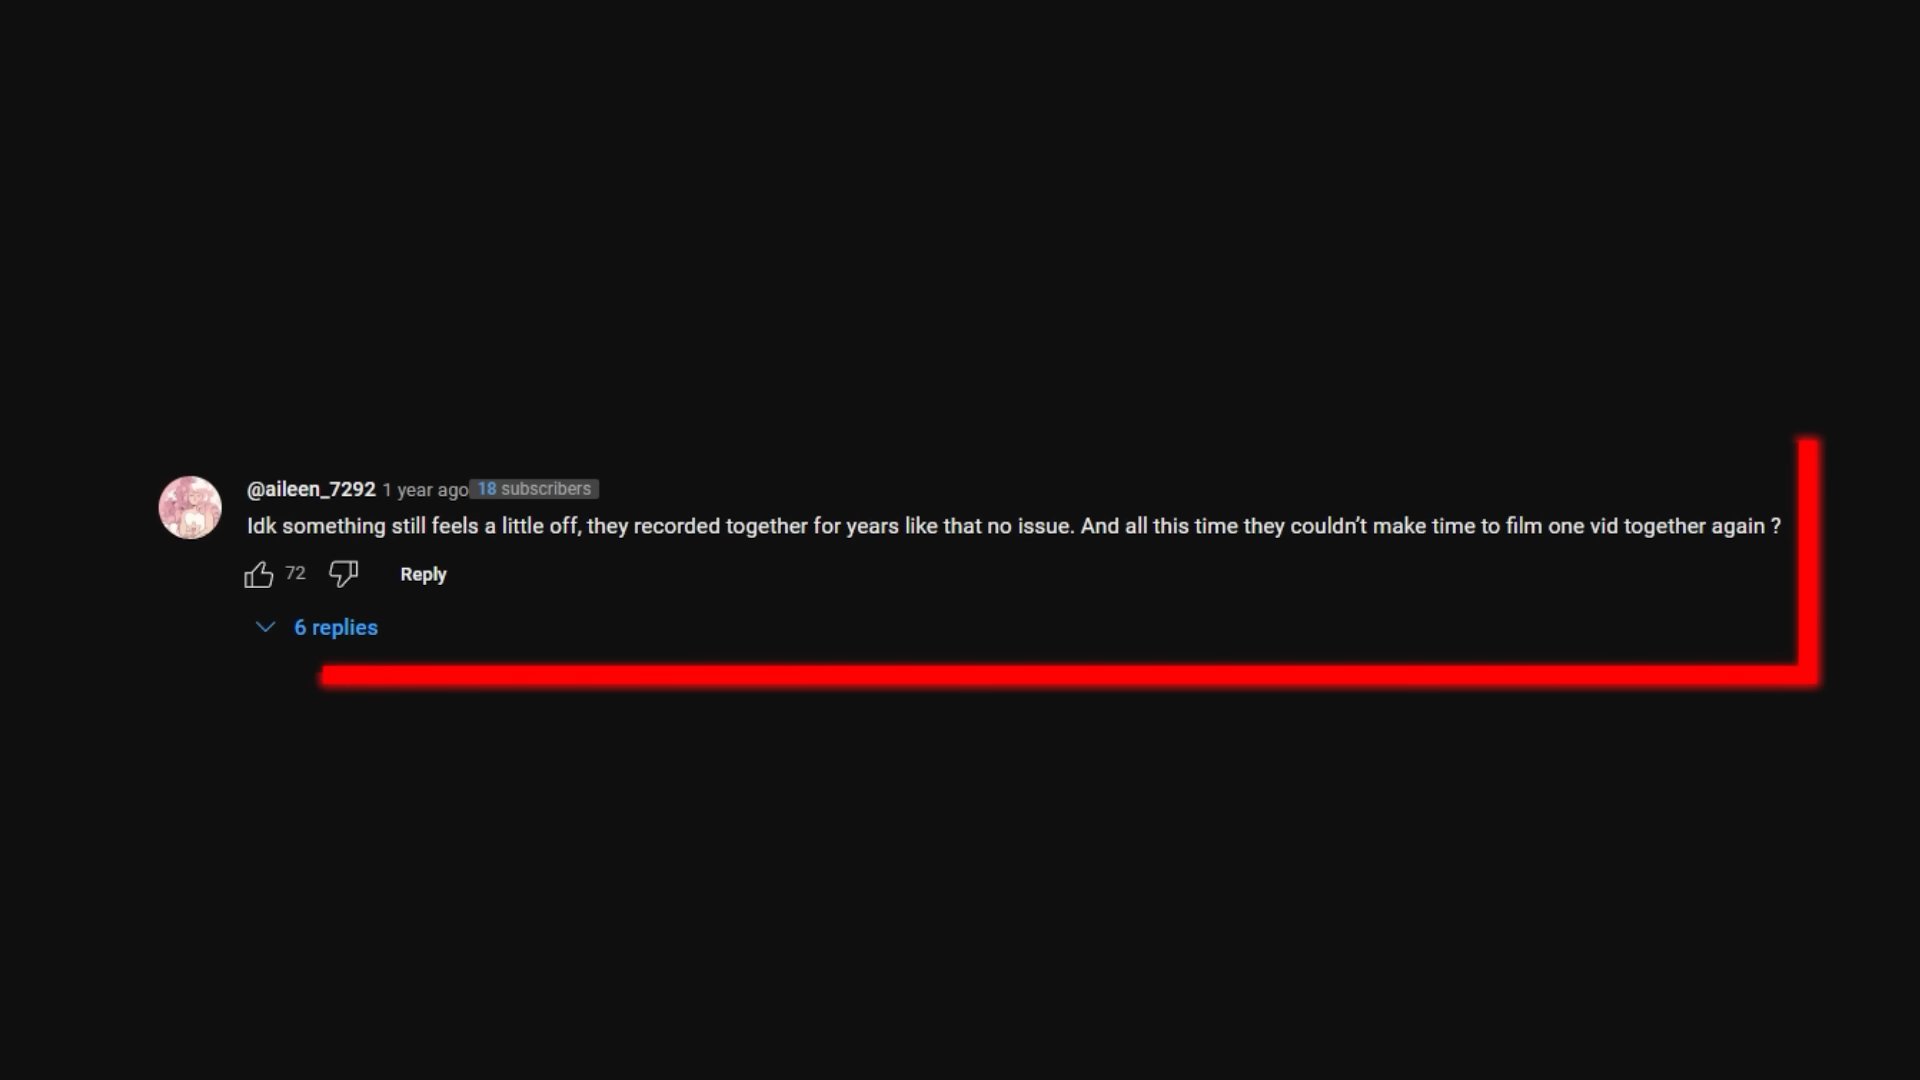 @aileen_7292 1 year ago 18 subscribers
Idk something still feels a little off, they recorded together for years like that no issue. And all this time they couldn’t make time to film one vid together again ?
72 Reply
6 replies